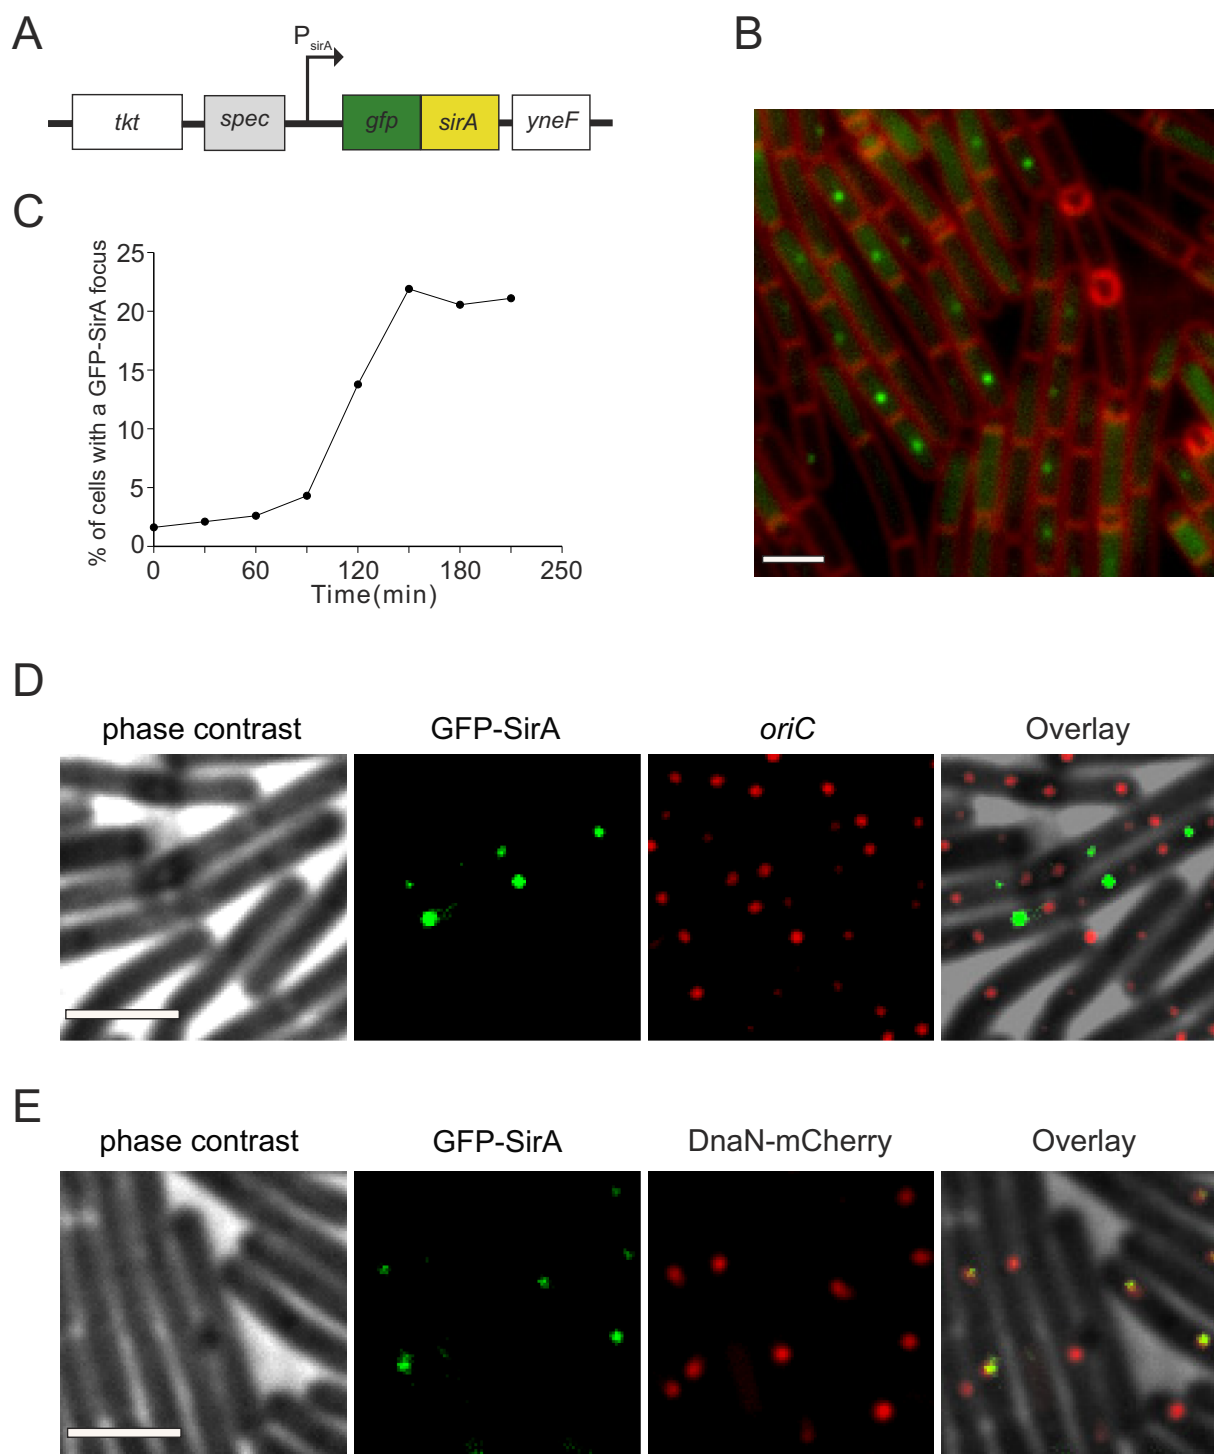 A
P sirA
tkt
spec
gfp
sirA
yneF
B
C
% of cells with a GFP-SirA focus
25
20
15
10
5
0
0
60
120
180
250
Time(min)
D
phase contrast
GFP-SirA
oriC
Overlay
E
phase contrast
GFP-SirA
DnaN-mCherry
Overlay